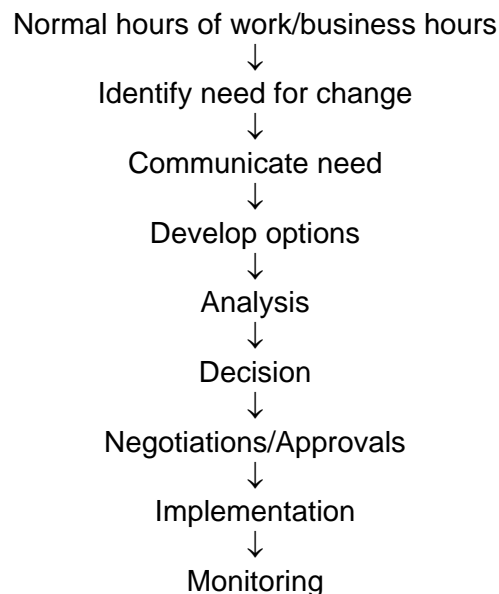 Normal hours of work/business hours
↓
Identify need for change
↓
Communicate need
↓
Develop options
↓
Analysis
↓
Decision
↓
Negotiations/Approvals
↓
Implementation
↓
Monitoring